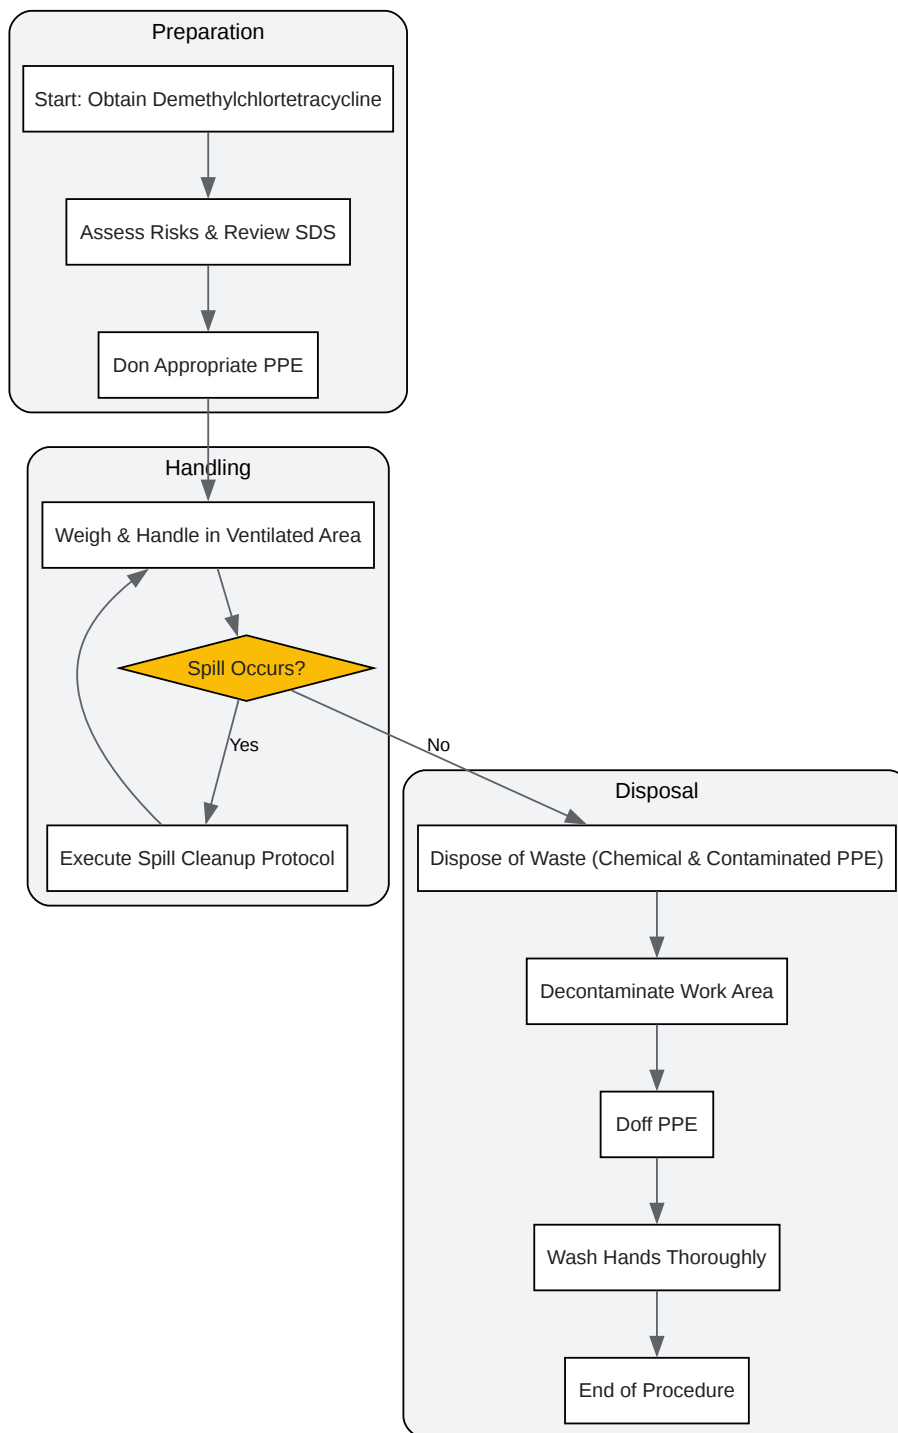 Preparation
Start: Obtain Demethylchlortetracycline
Assess Risks & Review SDS
Don Appropriate PPE
Handling
Weigh & Handle in Ventilated Area
Spill Occurs?
Yes
No
Execute Spill Cleanup Protocol
Disposal
Dispose of Waste (Chemical & Contaminated PPE)
Decontaminate Work Area
Doff PPE
Wash Hands Thoroughly
End of Procedure